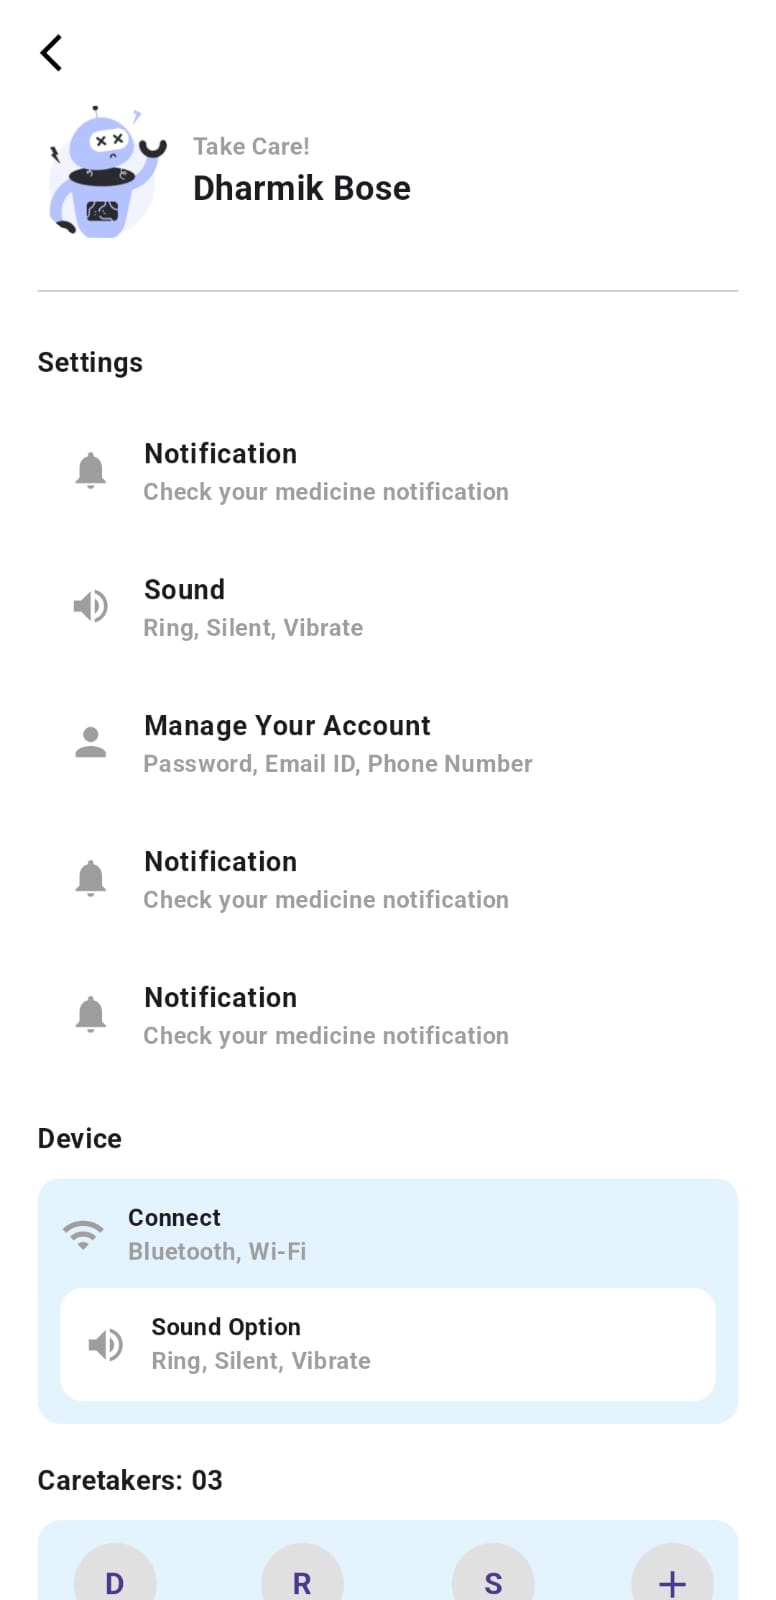 Take Care!
Dharmik Bose
Settings
Notification
Check your medicine notification
Sound
Ring, Silent, Vibrate
Manage Your Account
Password, Email ID, Phone Number
Notification
Check your medicine notification
Notification
Check your medicine notification
Device
Connect
Bluetooth, Wi-Fi
Sound Option
Ring, Silent, Vibrate
Caretakers: 03
D R S +